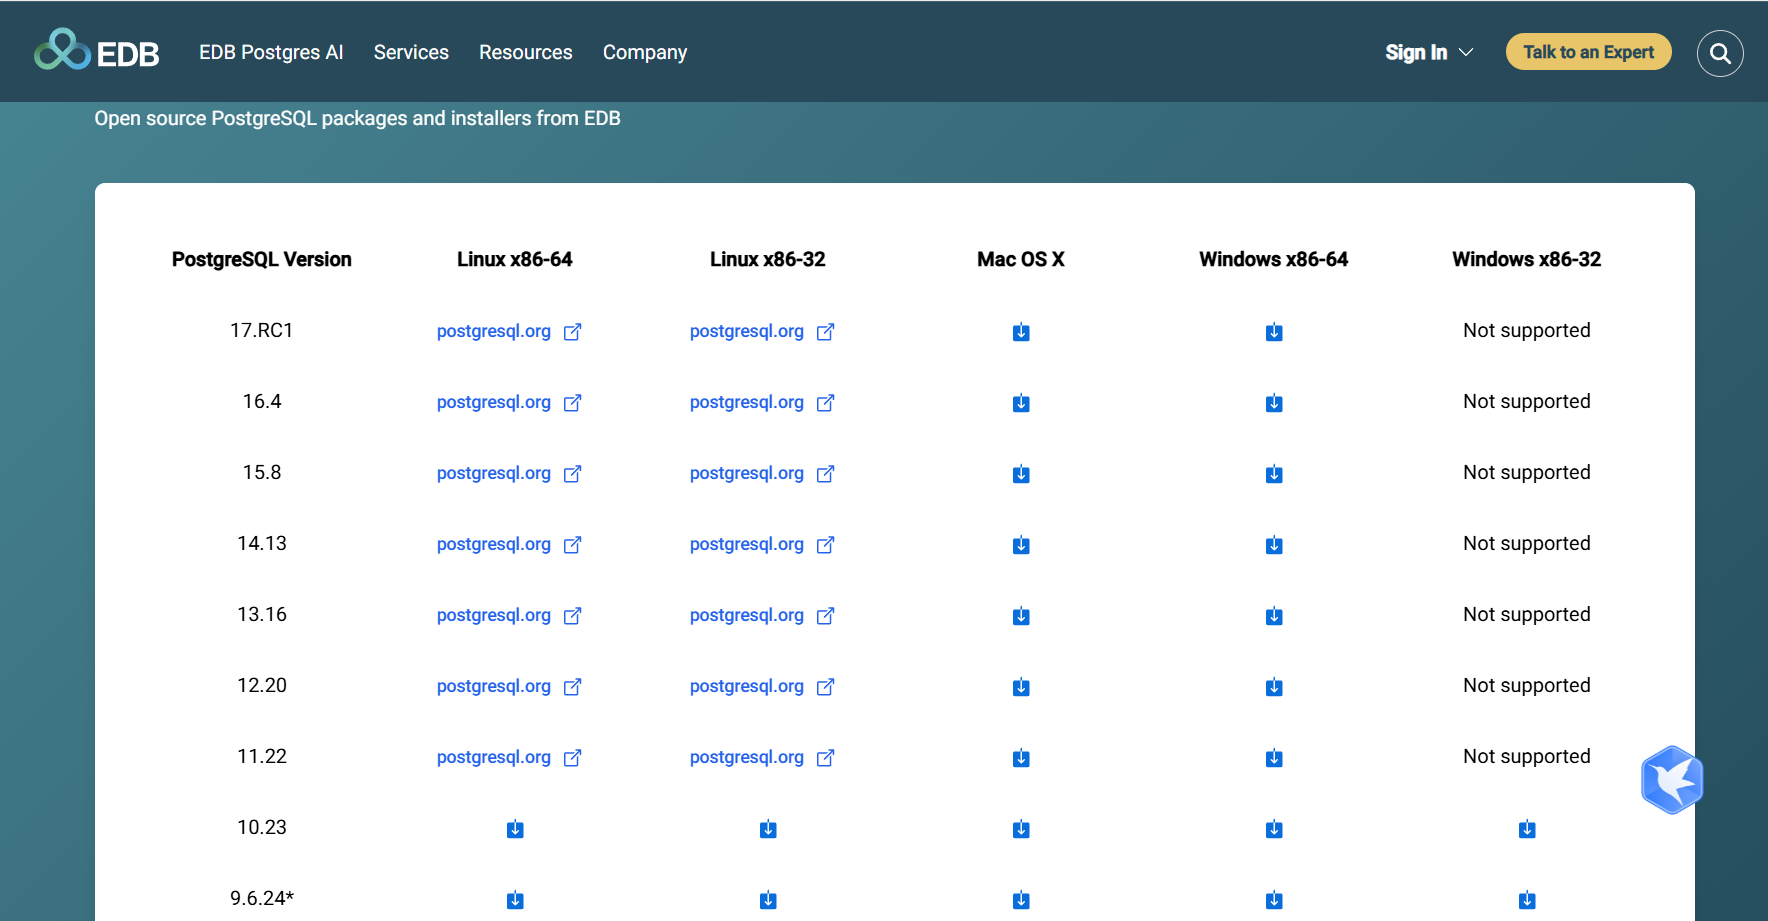 EDB EDB Postgres AI Services Resources Company Sign In Talk to an Expert
Open source PostgreSQL packages and installers from EDB
PostgreSQL Version Linux x86-64 Linux x86-32 Mac OS X Windows x86-64 Windows x86-32
17.RC1 postgresql.org postgresql.org Not supported
16.4 postgresql.org postgresql.org Not supported
15.8 postgresql.org postgresql.org Not supported
14.13 postgresql.org postgresql.org Not supported
13.16 postgresql.org postgresql.org Not supported
12.20 postgresql.org postgresql.org Not supported
11.22 postgresql.org postgresql.org Not supported
10.23
9.6.24*